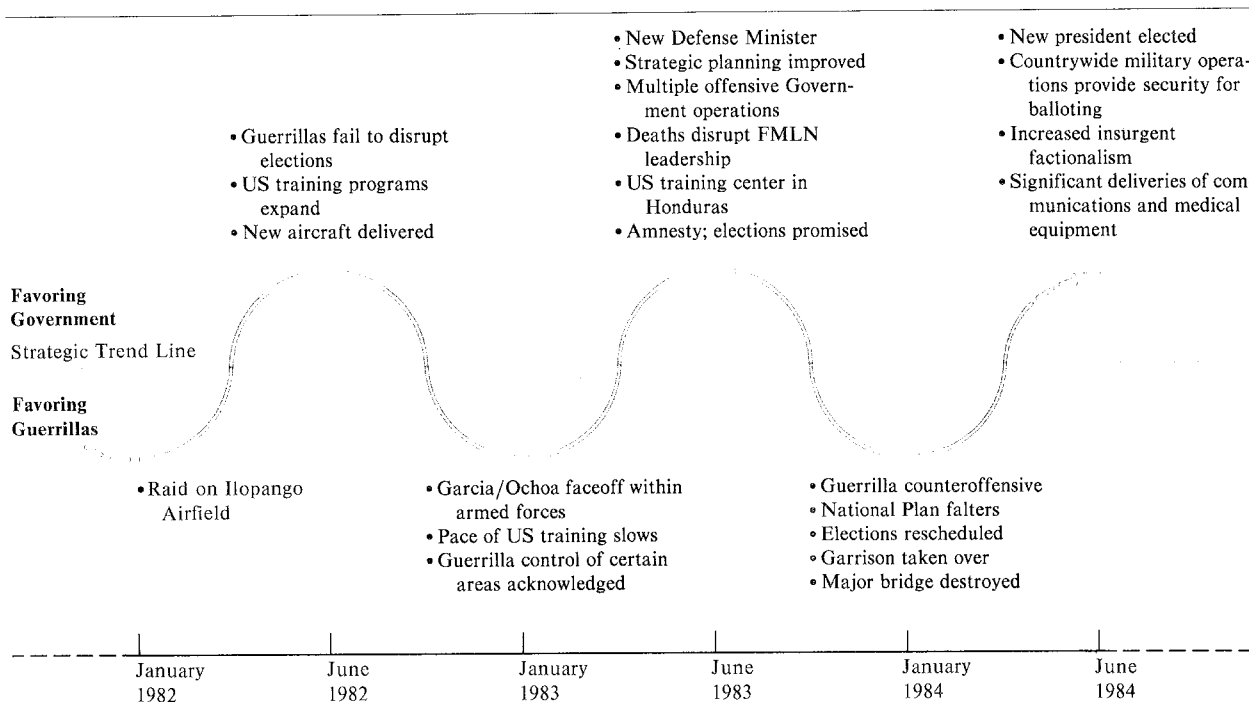 • New Defense Minister
• Strategic planning improved
• Multiple offensive Govern-
ment operations
• Deaths disrupt FMLN
leadership
• US training center in
Honduras
• Amnesty; elections promised
• New president elected
• Countrywide military opera-
tions provide security for
balloting
• Increased insurgent
factionalism
• Significant deliveries of com
munications and medical
equipment
• Guerrillas fail to disrupt
elections
• US training programs
expand
• New aircraft delivered
Favoring
Government
Strategic Trend Line
Favoring
Guerrillas
• Raid on Ilopango
Airfield
• Garcia/Ochoa faceoff within
armed forces
• Pace of US training slows
• Guerrilla control of certain
areas acknowledged
• Guerrilla counteroffensive
• National Plan falters
• Elections rescheduled
• Garrison taken over
• Major bridge destroyed
January
1982
June
1982
January
1983
June
1983
January
1984
June
1984